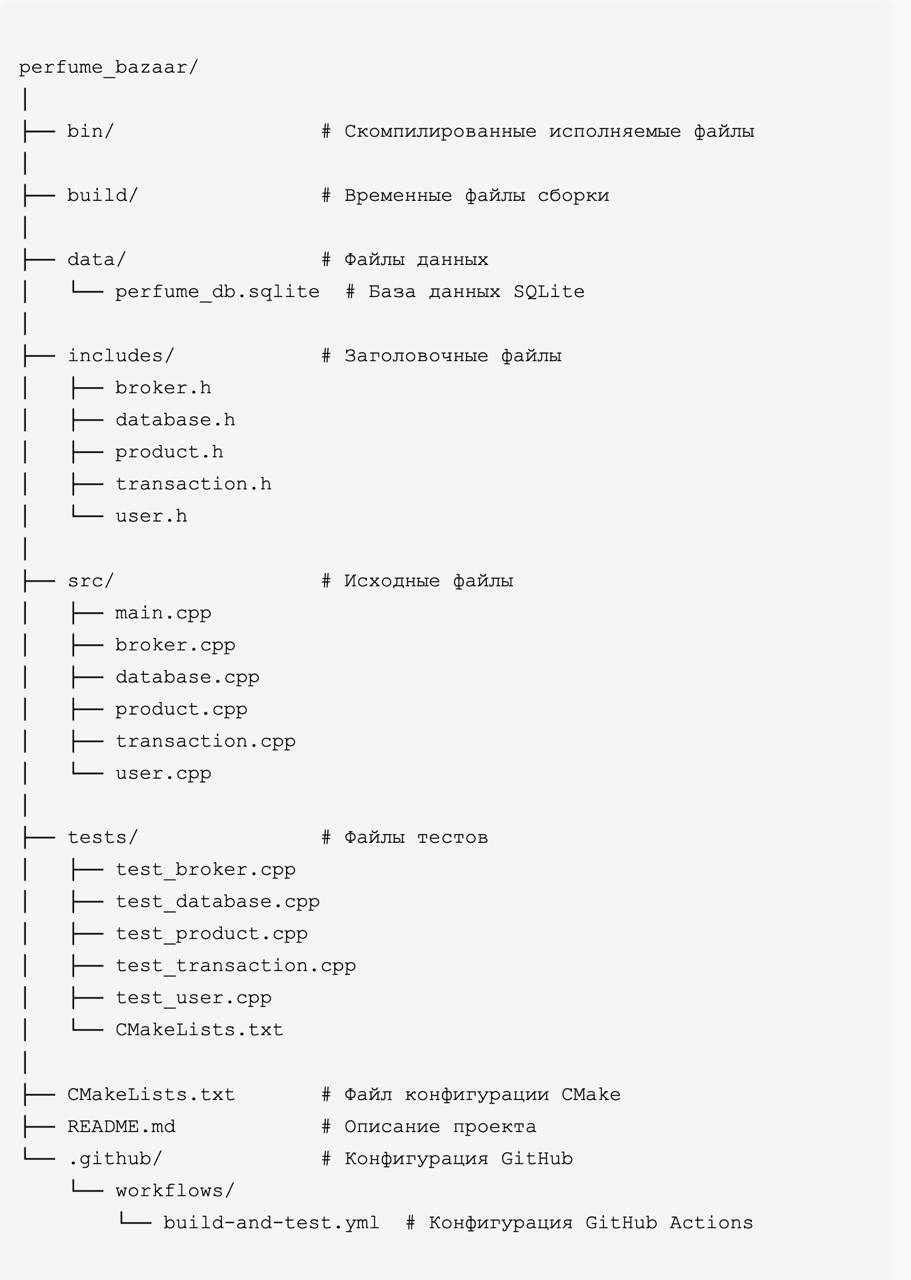 perfume_bazaar/
│
├── bin/                 # Скомпилированные исполняемые файлы
│
├── build/               # Временные файлы сборки
│
├── data/                # Файлы данных
│   └── perfume_db.sqlite  # База данных SQLite
│
├── includes/            # Заголовочные файлы
│   ├── broker.h
│   ├── database.h
│   ├── product.h
│   ├── transaction.h
│   └── user.h
│
├── src/                 # Исходные файлы
│   ├── main.cpp
│   ├── broker.cpp
│   ├── database.cpp
│   ├── product.cpp
│   ├── transaction.cpp
│   └── user.cpp
│
├── tests/               # Файлы тестов
│   ├── test_broker.cpp
│   ├── test_database.cpp
│   ├── test_product.cpp
│   ├── test_transaction.cpp
│   ├── test_user.cpp
│   └── CMakeLists.txt
│
├── CMakeLists.txt       # Файл конфигурации CMake
├── README.md            # Описание проекта
└── .github/             # Конфигурация GitHub
    └── workflows/
        └── build-and-test.yml  # Конфигурация GitHub Actions